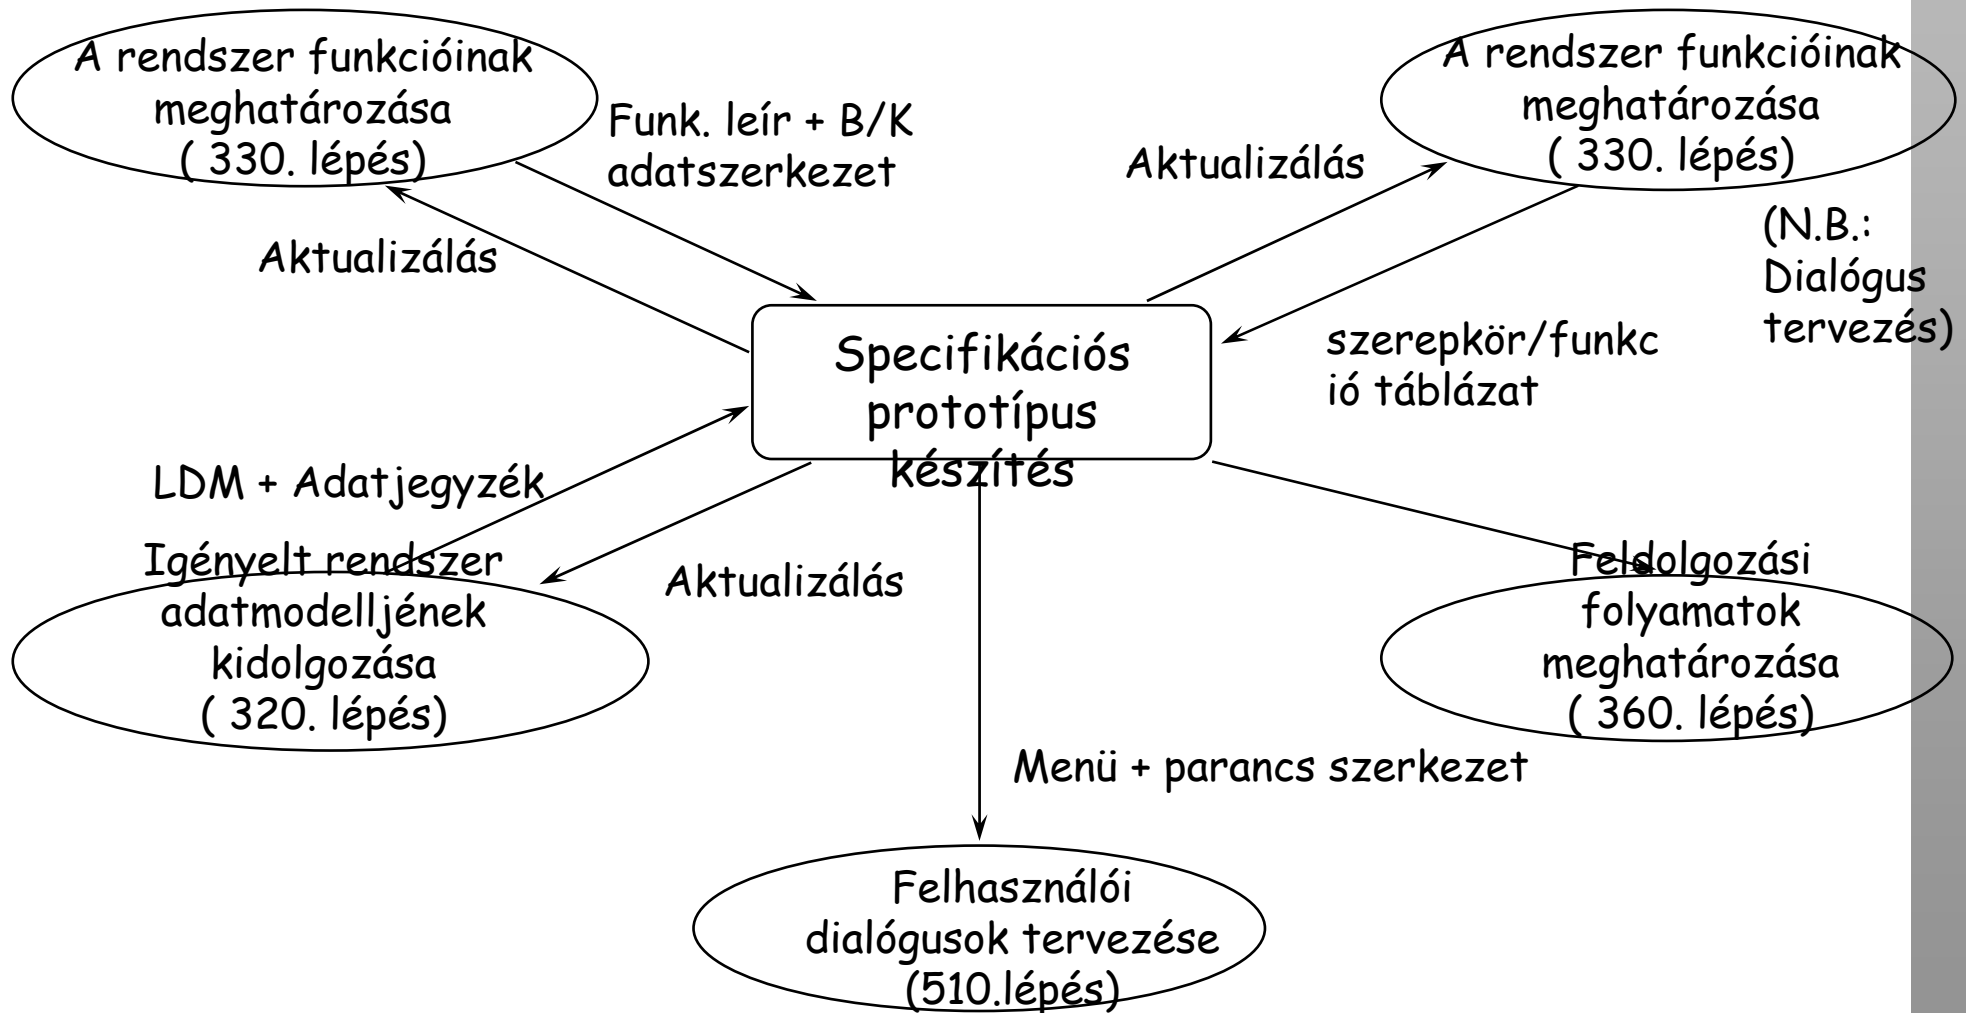 A rendszer funkcióinak
meghatározása
( 330. lépés)
Funk. leír + B/K
adatszerkezet
Aktualizálás
A rendszer funkcióinak
meghatározása
( 330. lépés)
Aktualizálás
(N.B.:
Dialógus
tervezés)
szerepkör/funkc
ió táblázat
Specifikációs
prototípus
készítés
LDM + Adatjegyzék
Igényelt rendszer
adatmodelljének
kidolgozása
( 320. lépés)
Aktualizálás
Feldolgozási
folyamatok
meghatározása
( 360. lépés)
Menü + parancs szerkezet
Felhasználói
dialógusok tervezése
(510.lépés)